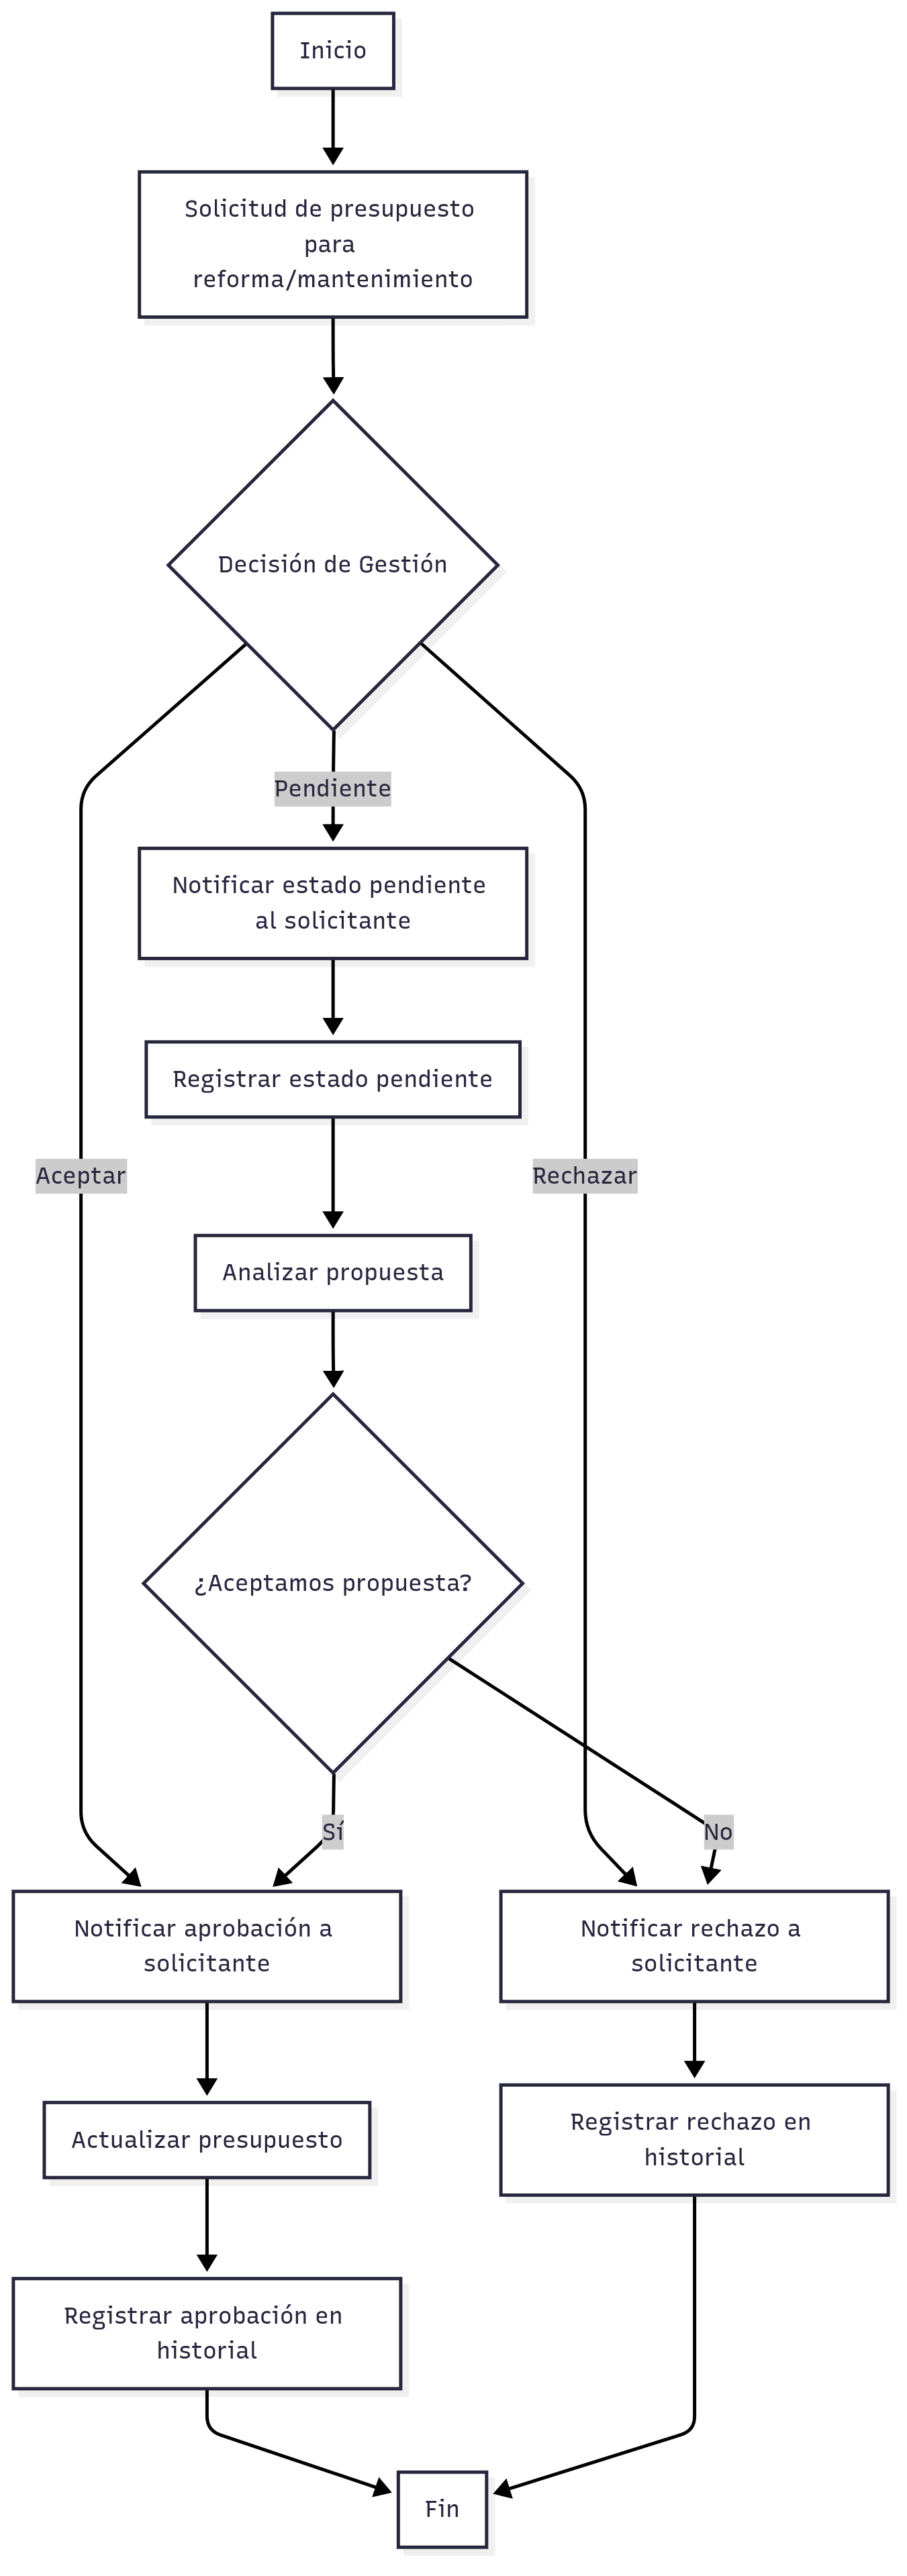 Inicio
Solicitud de presupuesto
para
reforma/mantenimiento
Decisión de Gestión
Pendiente
Notificar estado pendiente
al solicitante
Registrar estado pendiente
Aceptar
Rechazar
Analizar propuesta
¿Aceptamos propuesta?
Sí
No
Notificar aprobación a
solicitante
Notificar rechazo a
solicitante
Actualizar presupuesto
Registrar rechazo en
historial
Registrar aprobación en
historial
Fin